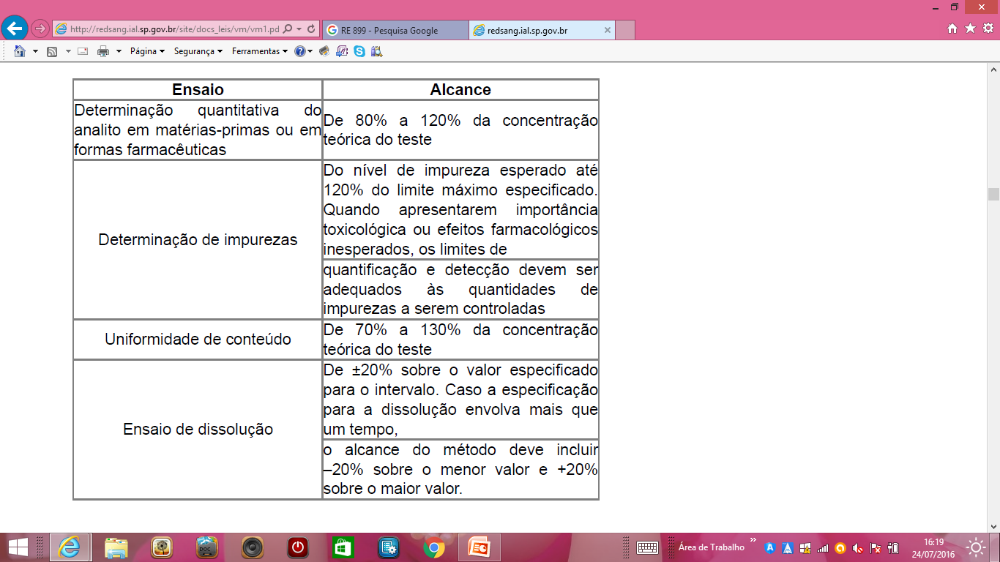 http://redsang.ial.sp.gov.br/site/docs_leis/vm/vm1.pd
RE 899 - Pesquisa Google
redsang.ial.sp.gov.br
Página
Segurança
Ferramentas
Ensaio
Alcance
Determinação quantitativa do
analito em matérias-primas ou em
formas farmacêuticas
De 80% a 120% da concentração
teórica do teste
Determinação de impurezas
Do nível de impureza esperado até
120% do limite máximo especificado.
Quando apresentarem importância
toxicológica ou efeitos farmacológicos
inesperados, os limites de
quantificação e detecção devem ser
adequados às quantidades de
impurezas a serem controladas
Uniformidade de conteúdo
De 70% a 130% da concentração
teórica do teste
Ensaio de dissolução
De ±20% sobre o valor especificado
para o intervalo. Caso a especificação
para a dissolução envolva mais que
um tempo,
o alcance do método deve incluir
–20% sobre o menor valor e +20%
sobre o maior valor.
DOC
Área de Trabalho
16:19
24/07/2016